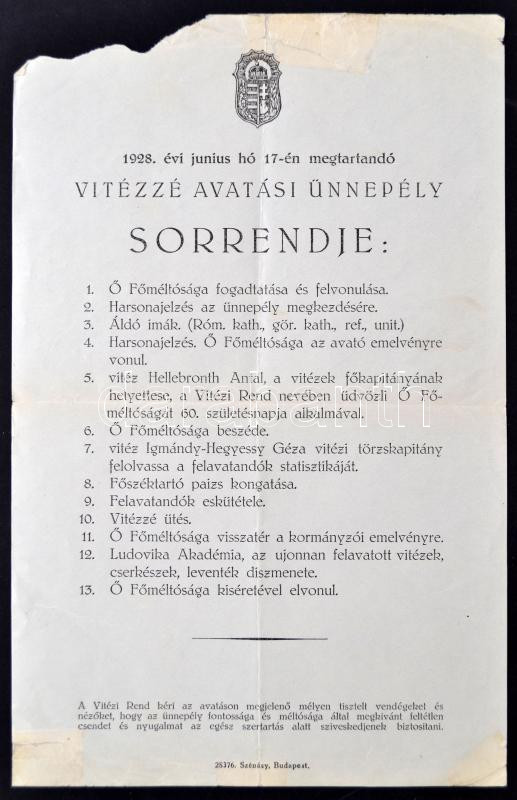 1928. évi junius hó 17-én megtartandó
VITÉZZÉ AVATÁSI ÜNNEPÉLY
SORRENDJE:
1. Ő Főméltósága fogadtatása és felvonulása.
2. Harsonajelzés az ünnepély megkezdésére.
3. Áldó imák. (Róm. kath., gör. kath., ref., unit.)
4. Harsonajelzés. Ő Főméltósága az avató emelvényre
vonul.
5. vitéz Hellebronth Antal, a vitézek főkapitányának
helyettese, a Vitézi Rend nevében üdvözli Ő Fő-
méltóságát 60. születésnapja alkalmával.
6. Ő Főméltósága beszéde.
7. vitéz Igmándy-Hegyessy Géza vitézi törzskapitány
felolvassa a felavatandók statisztikáját.
8. Főszéktartó paizs kongatása.
9. Felavatandók eskütétele.
10. Vitézzé ütés.
11. Ő Főméltósága visszatér a kormányzói emelvényre.
12. Ludovika Akadémia, az ujonnan felavatott vitézek,
cserkészek, leventék diszmenete.
13. Ő Főméltósága kiséretével elvonul.
A Vitézi Rend kéri az avatáson megjelenő mélyen tisztelt vendégeket és
nézőket, hogy az ünnepély fontossága és méltósága által megkivánt feltétlen
csendet és nyugalmat az egész szertartás alatt sziveskedjenek biztositani.
28376. Szénásy, Budapest.